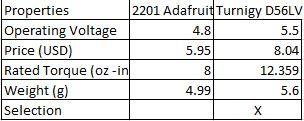 Properties 2201 Adafruit Turnigy D56LV
Operating Voltage 4.8 5.5
Price (USD) 5.95 8.04
Rated Torque (oz -in 8 12.359
Weight (g) 4.99 5.6
Selection X